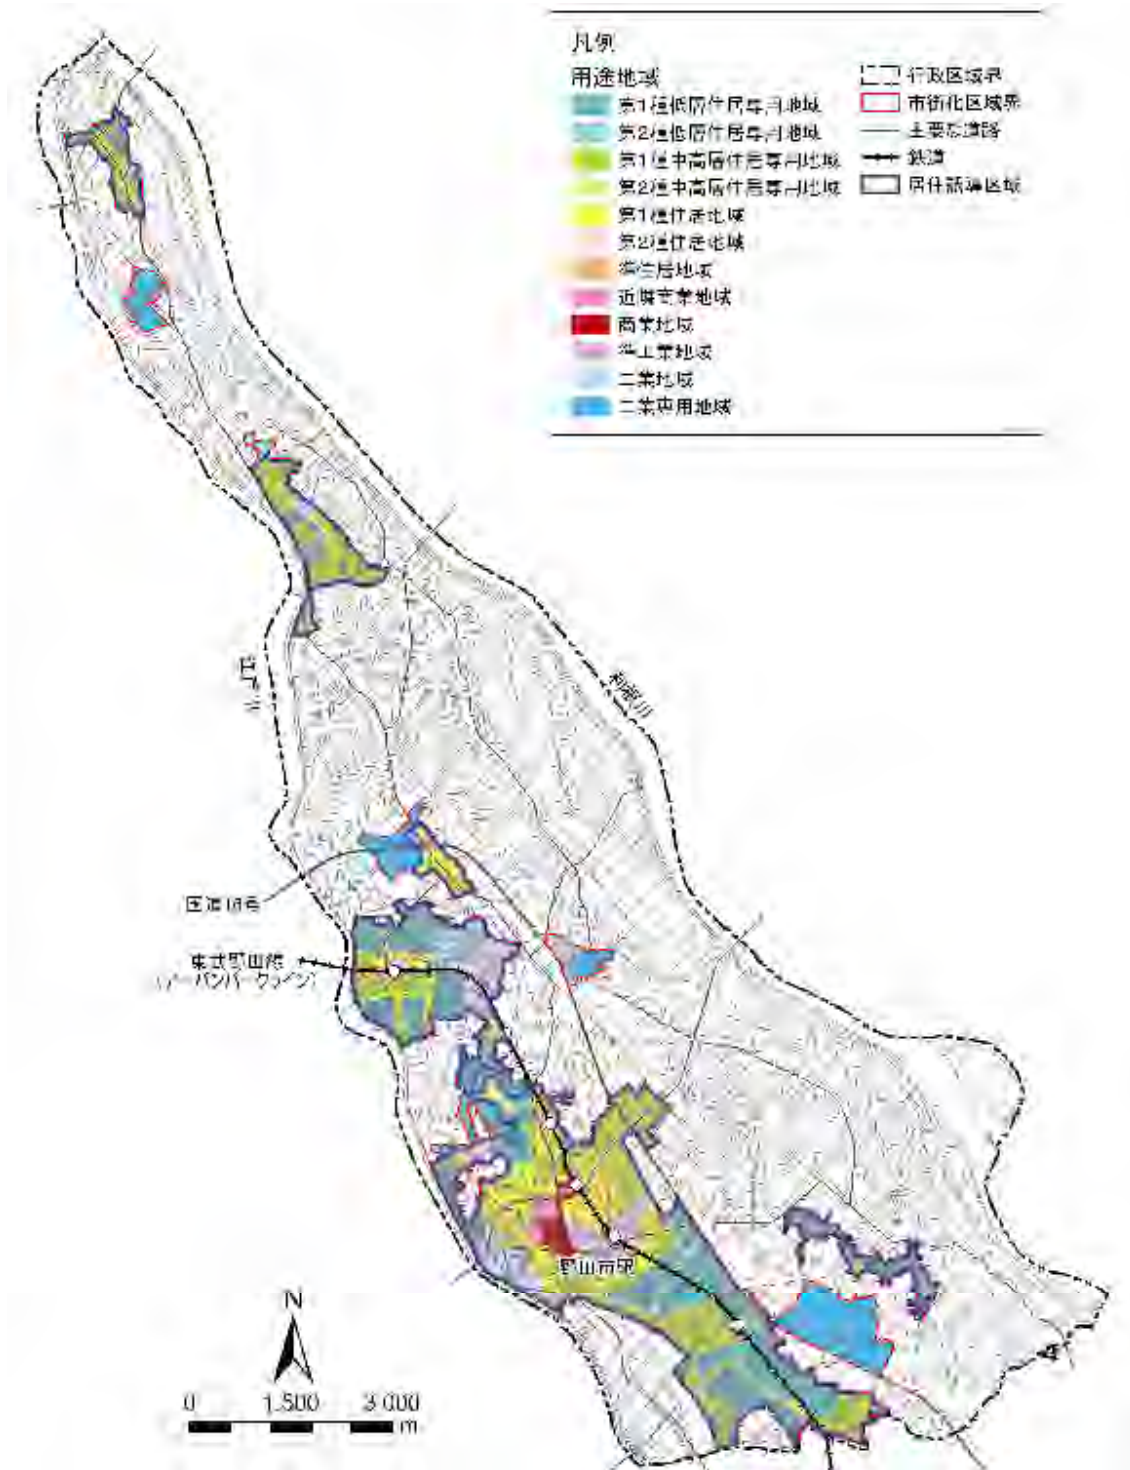 凡例
用途地域
第1種低層住居専用地域
第2種低層住居専用地域
第1種中高層住居専用地域
第2種中高層住居専用地域
第1種住居地域
第2種住居地域
準住居地域
近隣商業地域
商業地域
準工業地域
工業地域
工業専用地域
行政区域界
市街化区域界
主要な道路
鉄道
居住誘導区域
江戸川
利根川
国道16号
東武野田線
(アーバンパークライン)
野田市駅
N
0 1,500 3,000
m